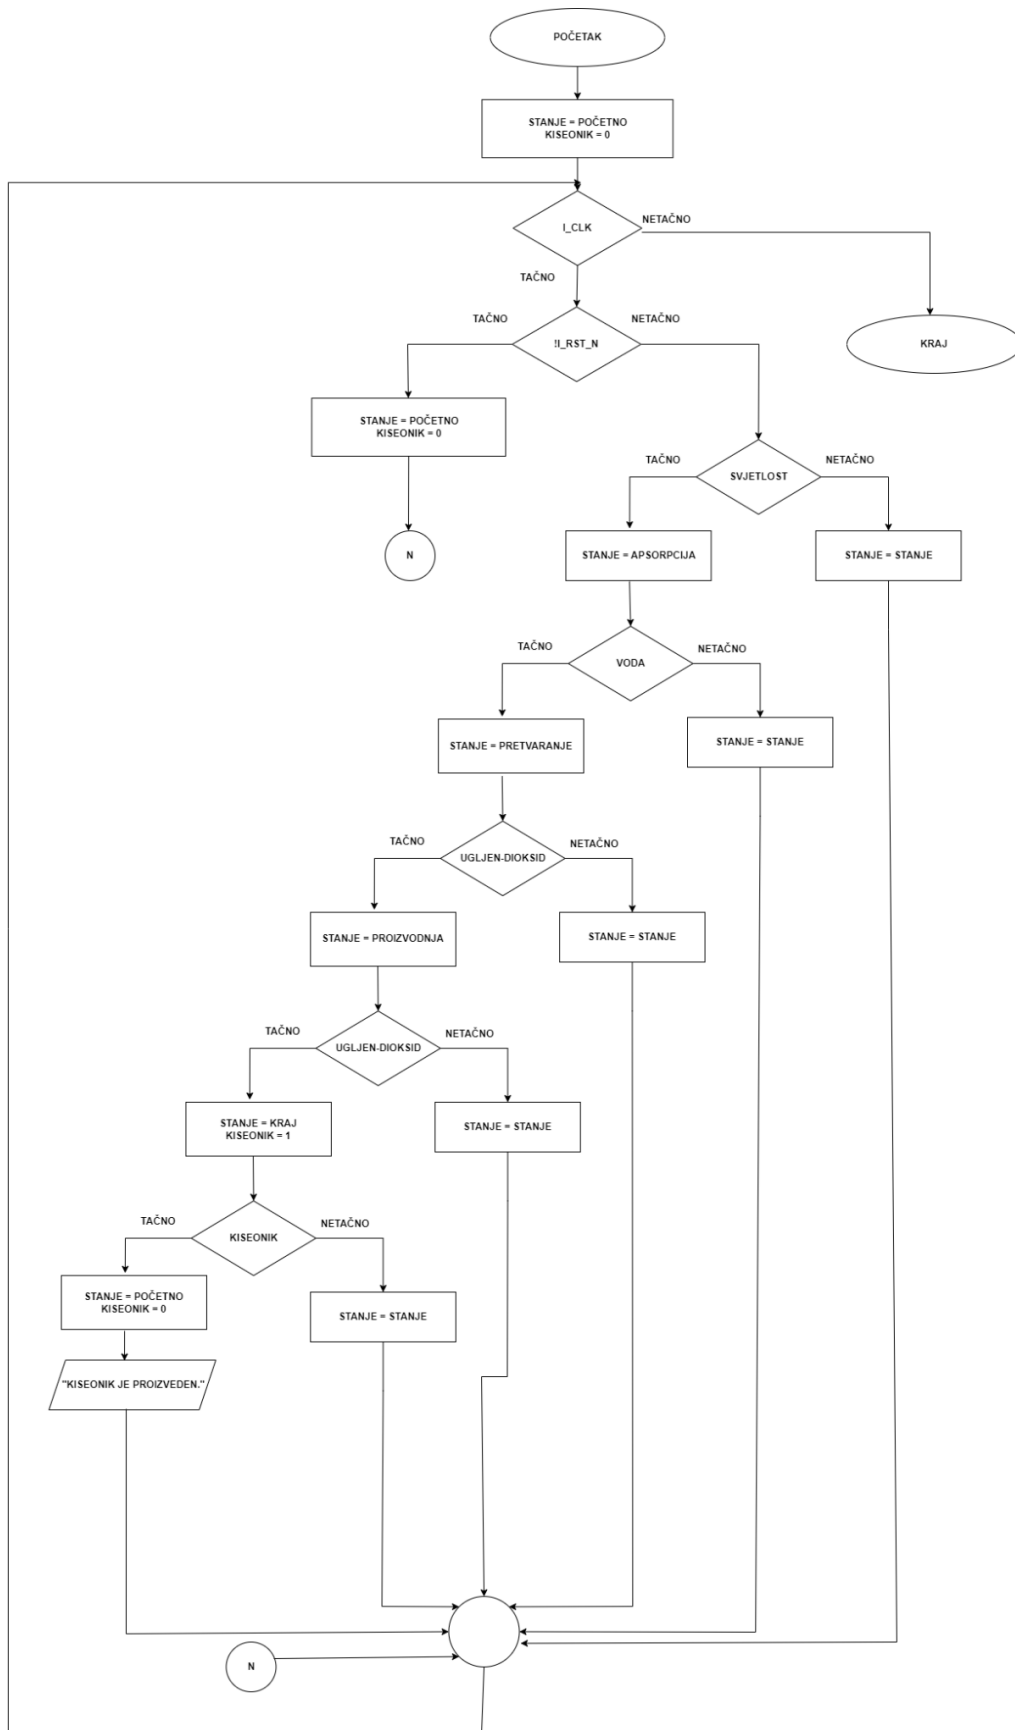 POČETAK
STANJE = POČETNO
KISEONIK = 0
I_CLK
NETAČNO
TAČNO
TAČNO
NETAČNO
!I_RST_N
KRAJ
STANJE = POČETNO
KISEONIK = 0
TAČNO
NETAČNO
SVJETLOST
N
STANJE = APSORPCIJA
STANJE = STANJE
TAČNO
NETAČNO
VODA
STANJE = PRETVARANJE
STANJE = STANJE
TAČNO
NETAČNO
UGLJEN-DIOKSID
STANJE = PROIZVODNJA
STANJE = STANJE
TAČNO
NETAČNO
UGLJEN-DIOKSID
STANJE = KRAJ
KISEONIK = 1
STANJE = STANJE
TAČNO
NETAČNO
KISEONIK
STANJE = POČETNO
KISEONIK = 0
STANJE = STANJE
"KISEONIK JE PROIZVEDEN."
N